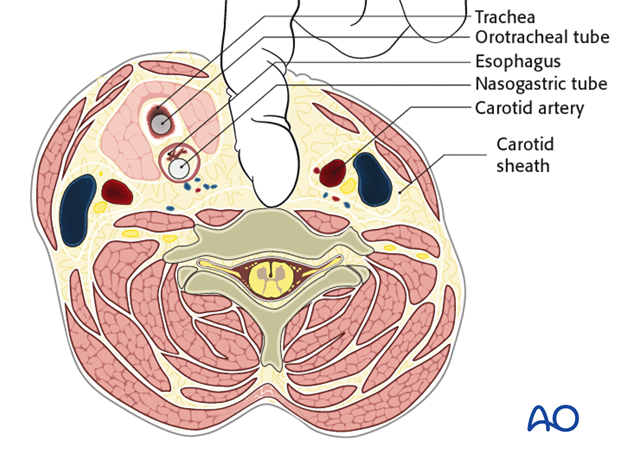 Trachea
Orotracheal tube
Esophagus
Nasogastric tube
Carotid artery
Carotid
sheath
AO